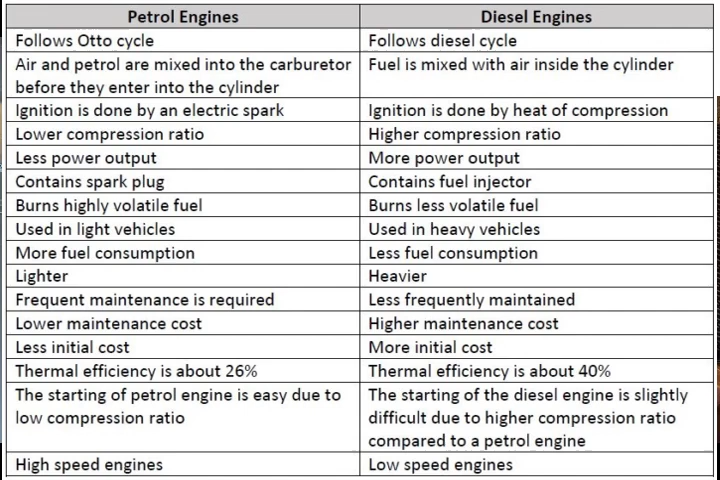 Petrol Engines
Diesel Engines
Follows Otto cycle
Follows diesel cycle
Air and petrol are mixed into the carburetor
before they enter into the cylinder
Fuel is mixed with air inside the cylinder
Ignition is done by an electric spark
Ignition is done by heat of compression
Lower compression ratio
Higher compression ratio
Less power output
More power output
Contains spark plug
Contains fuel injector
Burns highly volatile fuel
Burns less volatile fuel
Used in light vehicles
Used in heavy vehicles
More fuel consumption
Less fuel consumption
Lighter
Heavier
Frequent maintenance is required
Less frequently maintained
Lower maintenance cost
Higher maintenance cost
Less initial cost
More initial cost
Thermal efficiency is about 26%
Thermal efficiency is about 40%
The starting of petrol engine is easy due to
low compression ratio
The starting of the diesel engine is slightly
difficult due to higher compression ratio
compared to a petrol engine
High speed engines
Low speed engines